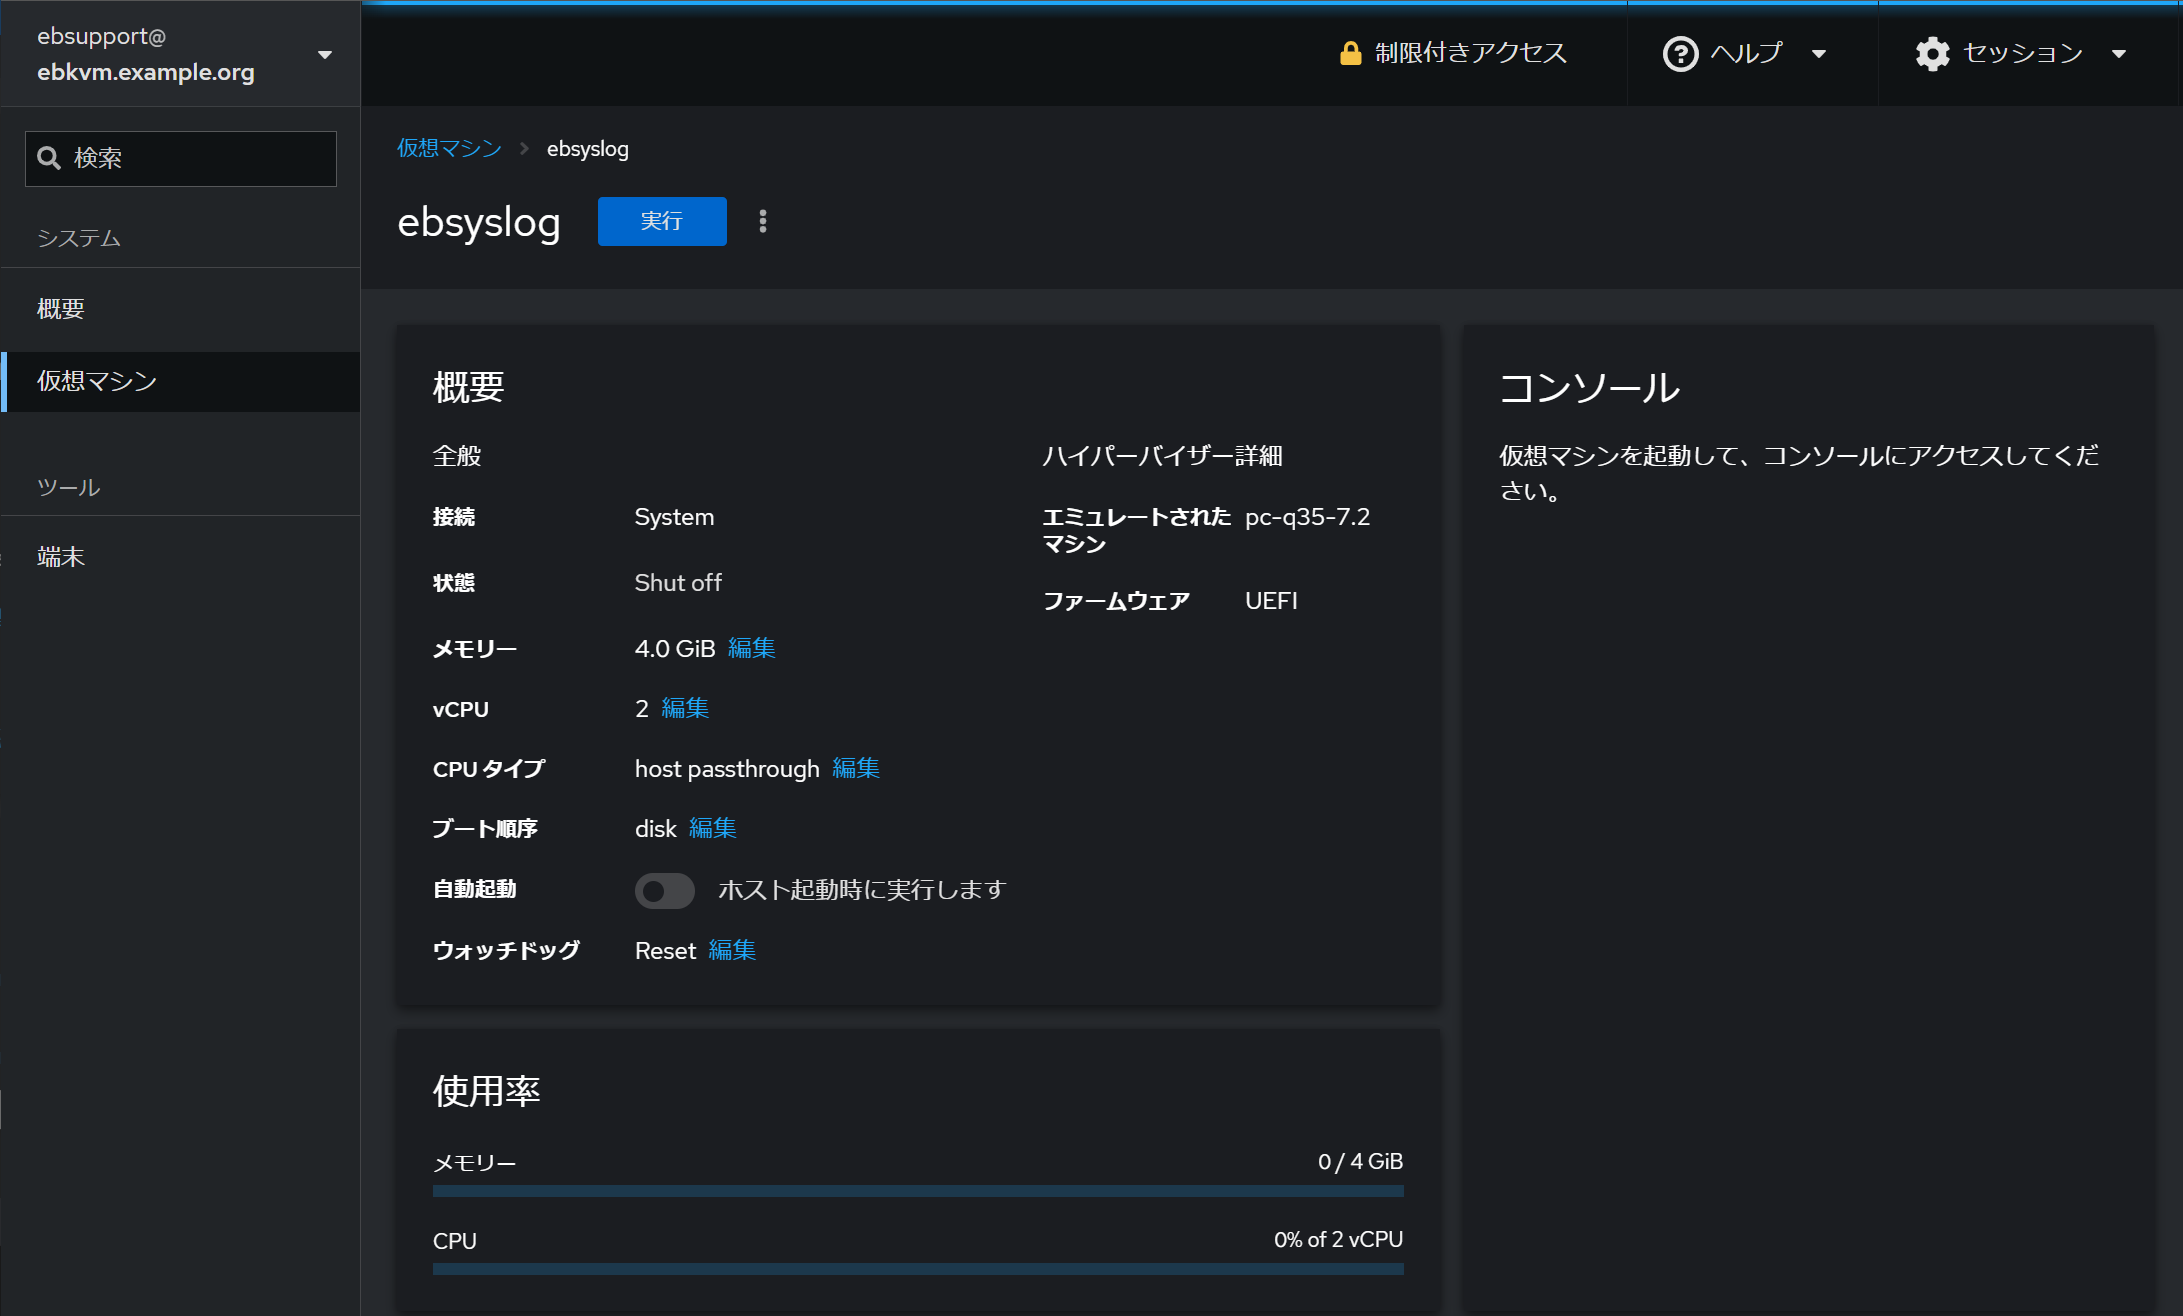 ebsupport@
ebkvm.example.org
制限付きアクセス
ヘルプ
セッション
検索
システム
概要
仮想マシン
ツール
端末
仮想マシン
ebsyslog
ebsyslog
実行
概要
全般
接続 System
状態 Shut off
メモリー 4.0 GiB 編集
vCPU 2 編集
CPU タイプ host passthrough 編集
ブート順序 disk 編集
自動起動 ホスト起動時に実行します
ウォッチドッグ Reset 編集
ハイパーバイザー詳細
エミュレートされた pc-q35-7.2
マシン
ファームウェア UEFI
使用率
メモリー 0 / 4 GiB
CPU 0% of 2 vCPU
コンソール
仮想マシンを起動して、コンソールにアクセスしてくだ
さい。